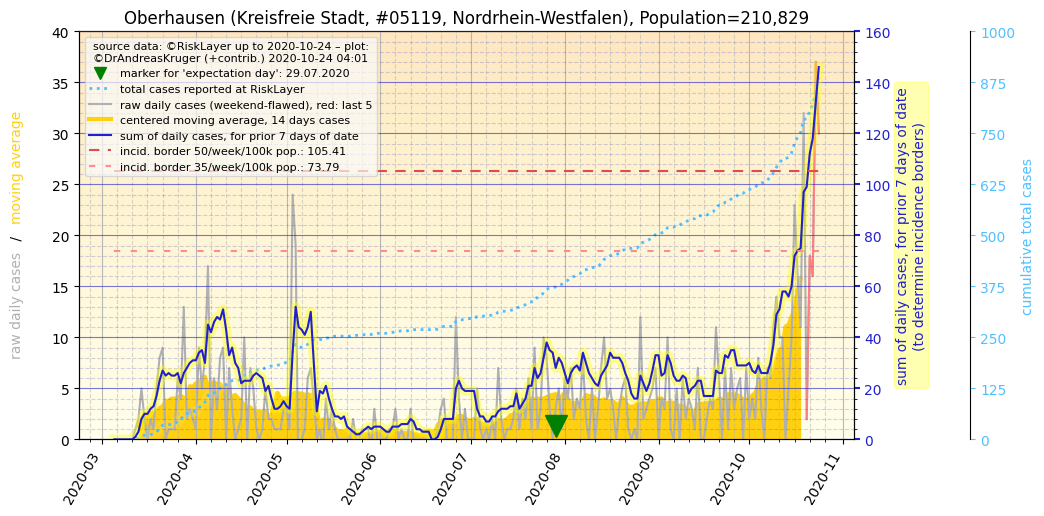 Oberhausen (Kreisfreie Stadt, #05119, Nordrhein-Westfalen), Population=210,829
source data: ©RiskLayer up to 2020-10-24 – plot:
©DrAndreasKruger (+contrib.) 2020-10-24 04:01
marker for 'expectation day': 29.07.2020
total cases reported at RiskLayer
raw daily cases (weekend-flawed), red: last 5
centered moving average, 14 days cases
sum of daily cases, for prior 7 days of date
incid. border 50/week/100k pop.: 105.41
incid. border 35/week/100k pop.: 73.79
raw daily cases / moving average
40
35
30
25
20
15
10
5
0
2020-03
2020-04
2020-05
2020-06
2020-07
2020-08
2020-09
2020-10
2020-11
160
140
120
100
80
60
40
20
0
sum of daily cases, for prior 7 days of date
(to determine incidence borders)
1000
875
750
625
500
375
250
125
0
cumulative total cases